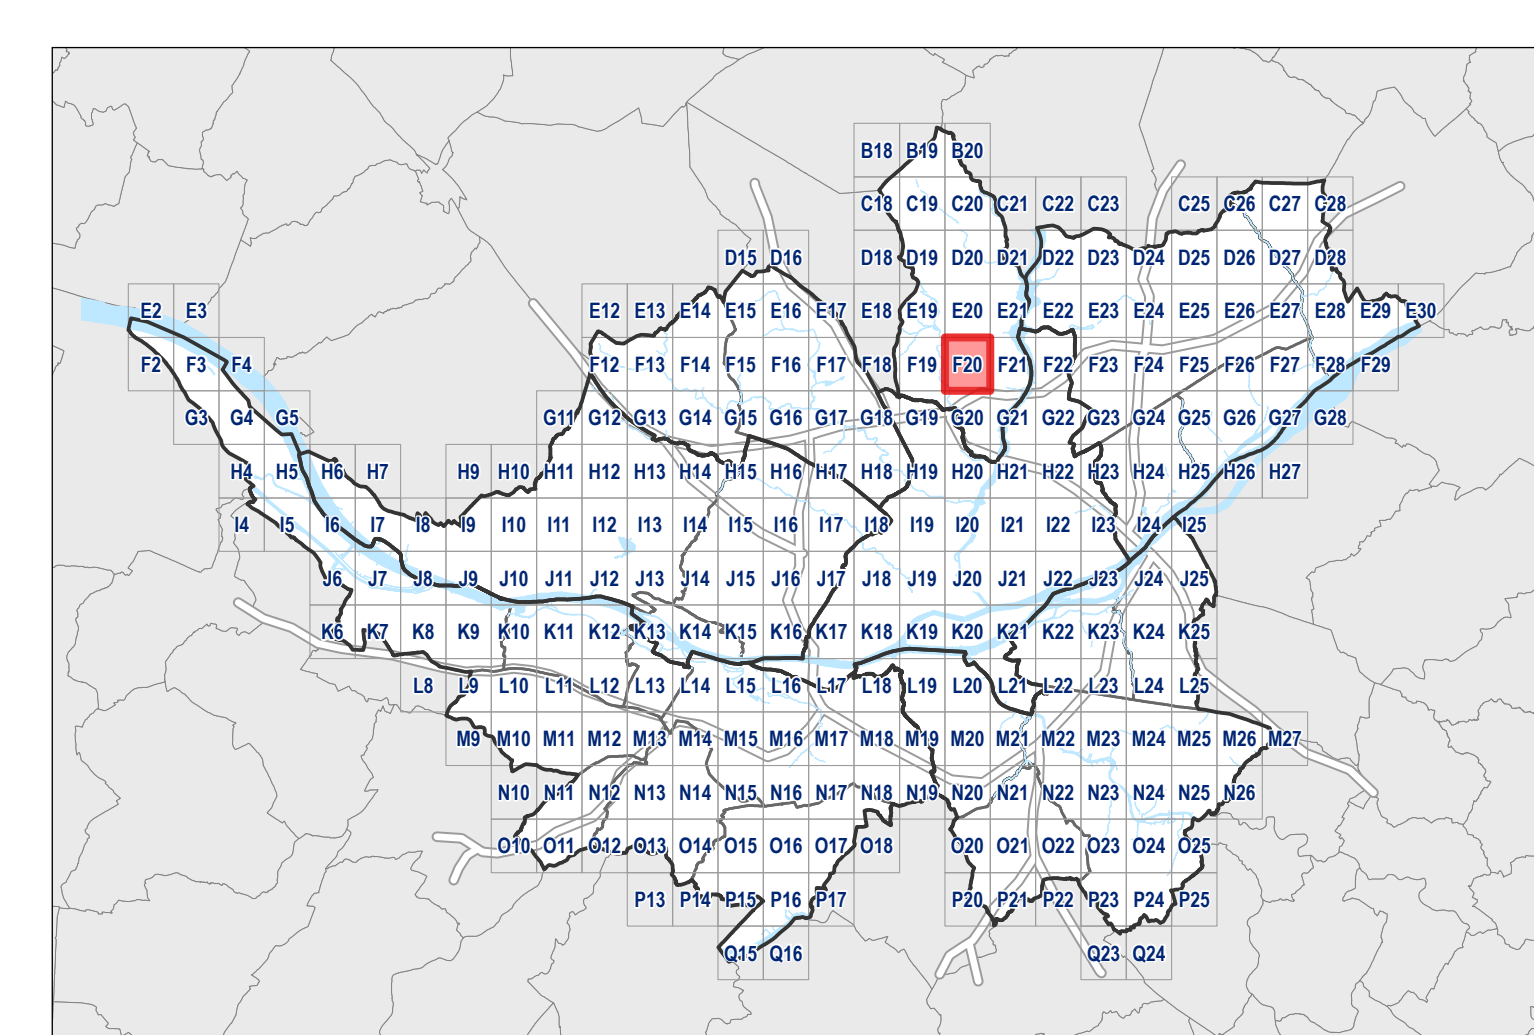 B18 B19 B20
C18 C19 C20 C21 C22 C23 C25 C26 C27 C28
D15 D16 D18 D19 D20 D21 D22 D23 D24 D25 D26 D27 D28
E2 E3 E12 E13 E14 E15 E16 E17 E18 E19 E20 E21 E22 E23 E24 E25 E26 E27 E28 E29 E30
F2 F3 F4 F12 F13 F14 F15 F16 F17 F18 F19 F20 F21 F22 F23 F24 F25 F26 F27 F28 F29
G3 G4 G5 G11 G12 G13 G14 G15 G16 G17 G18 G19 G20 G21 G22 G23 G24 G25 G26 G27 G28
H4 H5 H6 H7 H9 H10 H11 H12 H13 H14 H15 H16 H17 H18 H19 H20 H21 H22 H23 H24 H25 H26 H27
I4 I5 I6 I7 I8 I9 I10 I11 I12 I13 I14 I15 I16 I17 I18 I19 I20 I21 I22 I23 I24 I25
J6 J7 J8 J9 J10 J11 J12 J13 J14 J15 J16 J17 J18 J19 J20 J21 J22 J23 J24 J25
K6 K7 K8 K9 K10 K11 K12 K13 K14 K15 K16 K17 K18 K19 K20 K21 K22 K23 K24 K25
L8 L9 L10 L11 L12 L13 L14 L15 L16 L17 L18 L19 L20 L21 L22 L23 L24 L25
M9 M10 M11 M12 M13 M14 M15 M16 M17 M18 M19 M20 M21 M22 M23 M24 M25 M26 M27
N10 N11 N12 N13 N14 N15 N16 N17 N18 N19 N20 N21 N22 N23 N24 N25 N26
O10 O11 O12 O13 O14 O15 O16 O17 O18 O20 O21 O22 O23 O24 O25
P13 P14 P15 P16 P17 P20 P21 P22 P23 P24 P25
Q15 Q16 Q23 Q24